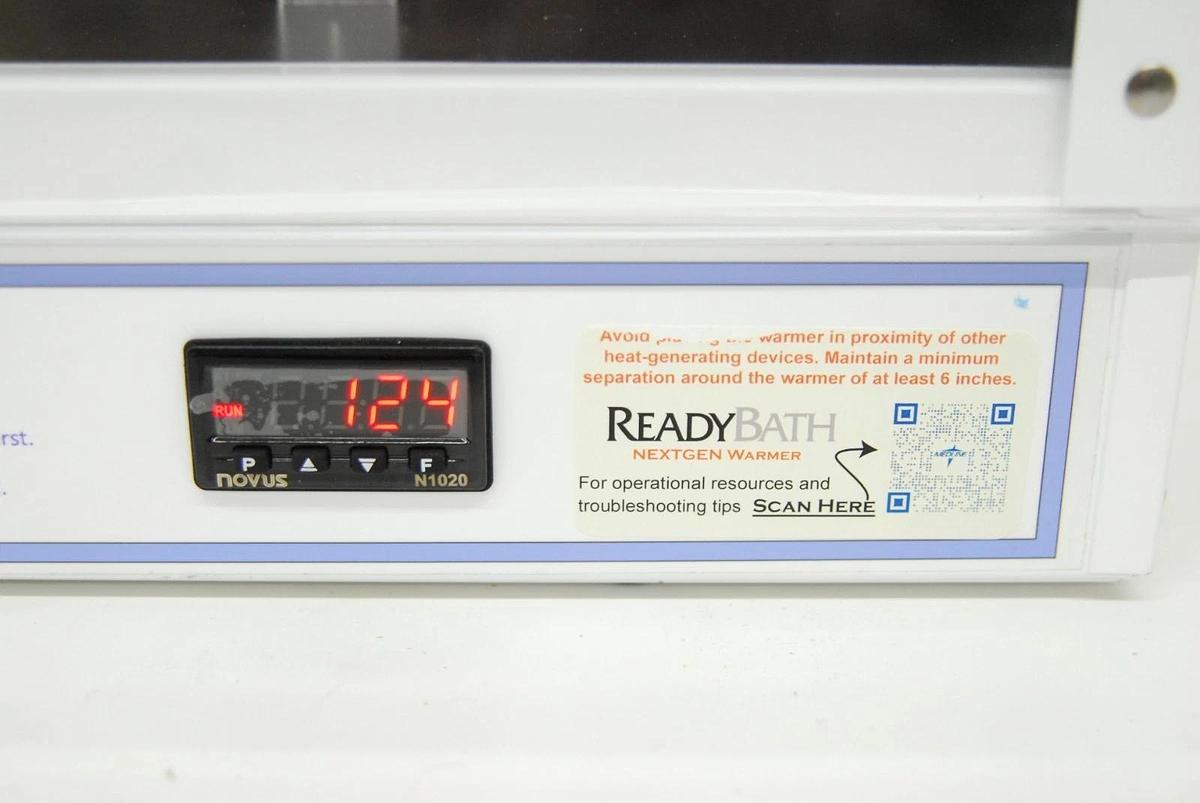 rst.
RUN
124
P
F
novus
N1020
Avoid warmer in proximity of other
heat-generating devices. Maintain a minimum
separation around the warmer of at least 6 inches.
READYBATH
NEXTGEN WARMER
For operational resources and
troubleshooting tips SCAN HERE
MEDLINE